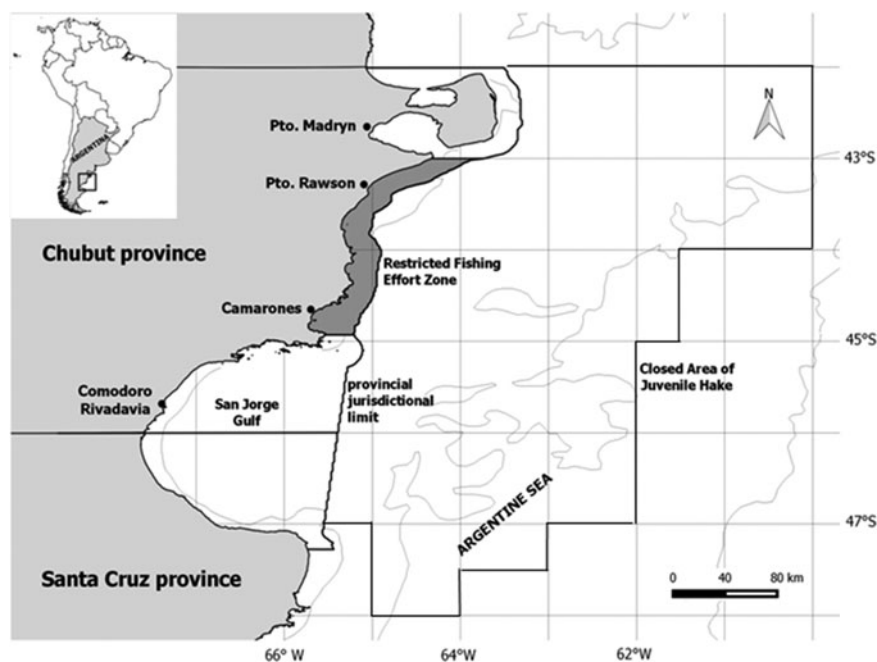 ARGENTINA
N
Pto. Madryn
43°S
Pto. Rawson
Chubut province
Restricted Fishing
Effort Zone
Camarones
45°S
Closed Area of
Juvenile Hake
Comodoro
Rivadavia
San Jorge
Gulf
provincial
jurisdictional
limit
ARGENTINE SEA
47°S
Santa Cruz province
0 40 80 km
66° W
64°W
62°W